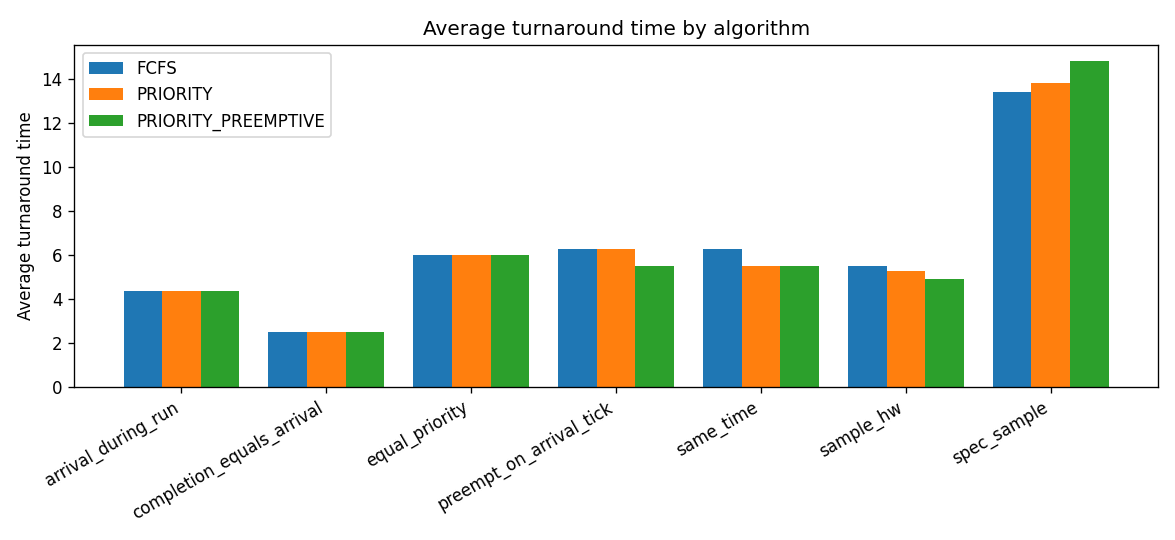 Average turnaround time by algorithm
FCFS
PRIORITY
PRIORITY_PREEMPTIVE
Average turnaround time
14
12
10
8
6
4
2
0
arrival_during_run
completion_equals_arrival
equal_priority
preempt_on_arrival_tick
same_time
sample_hw
spec_sample